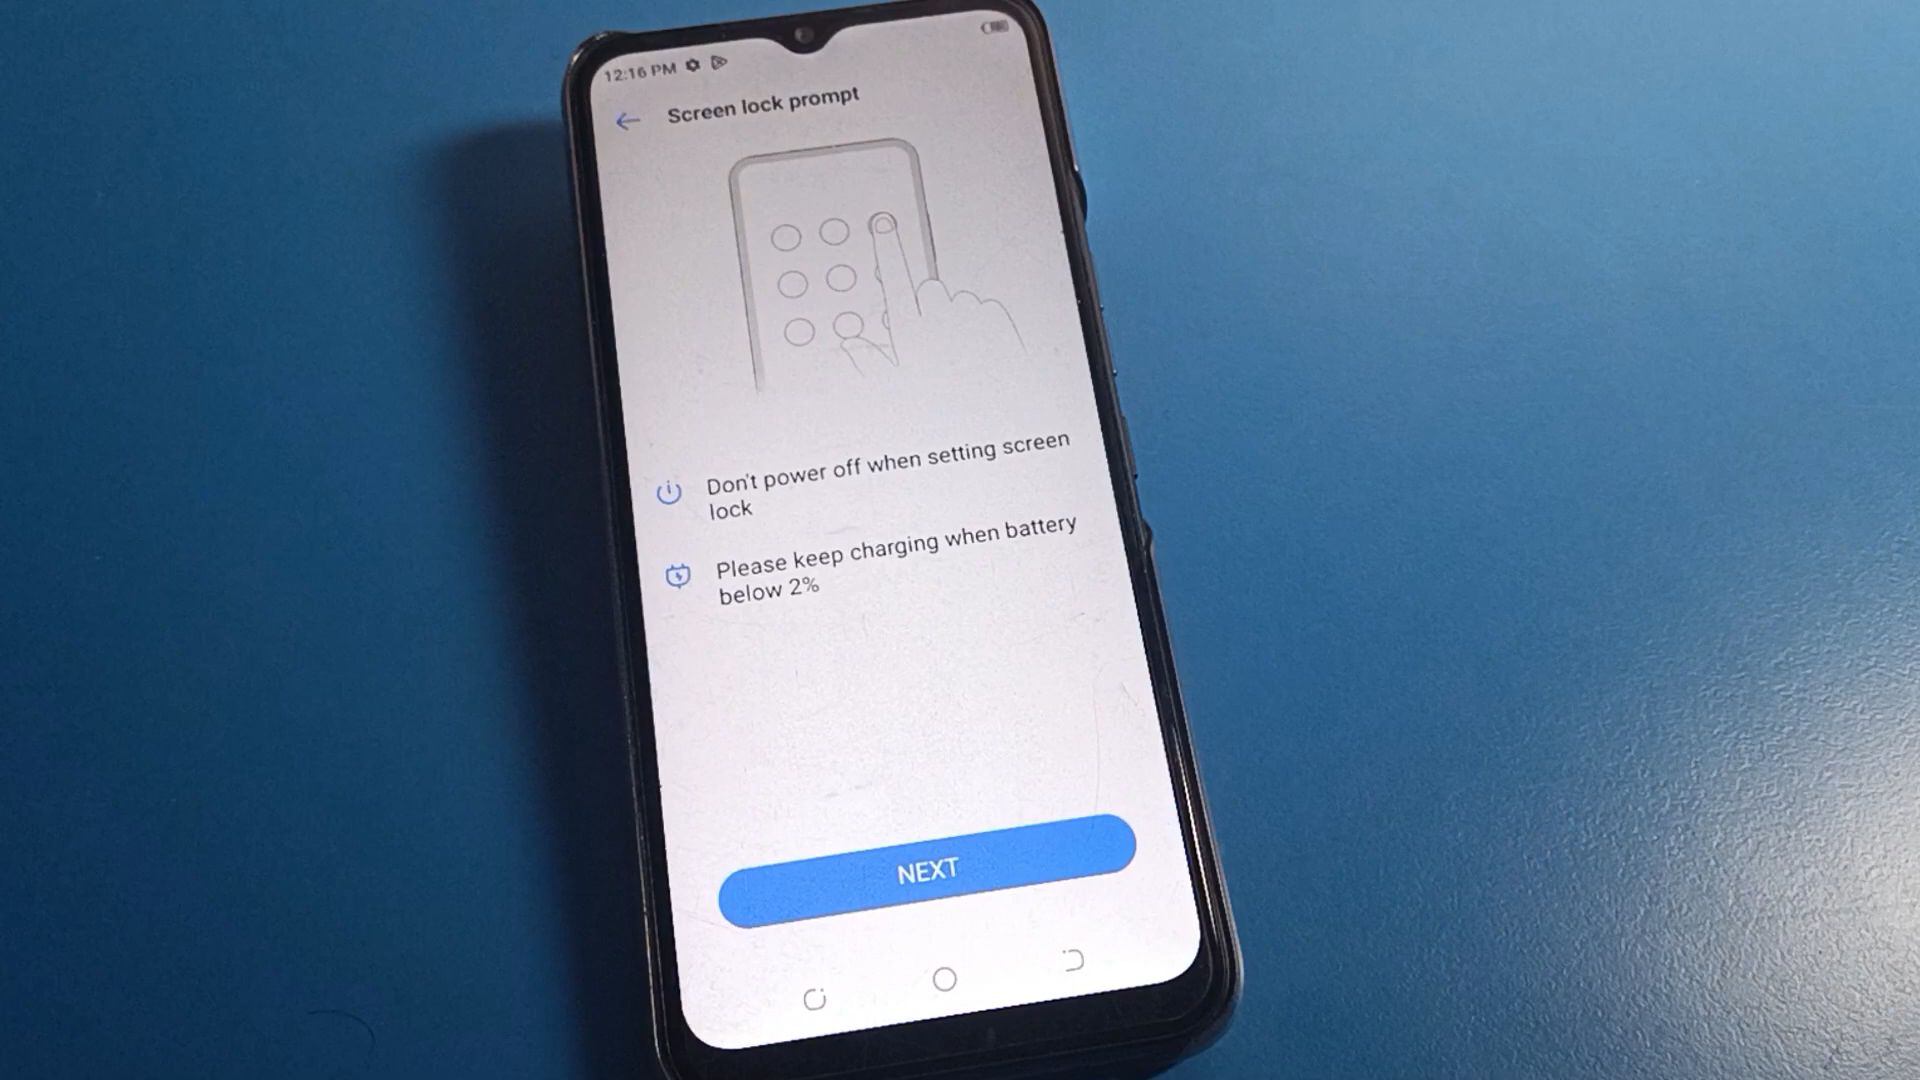 12:16 PM
Screen lock prompt
Don't power off when setting screen
lock
Please keep charging when battery
below 2%
NEXT